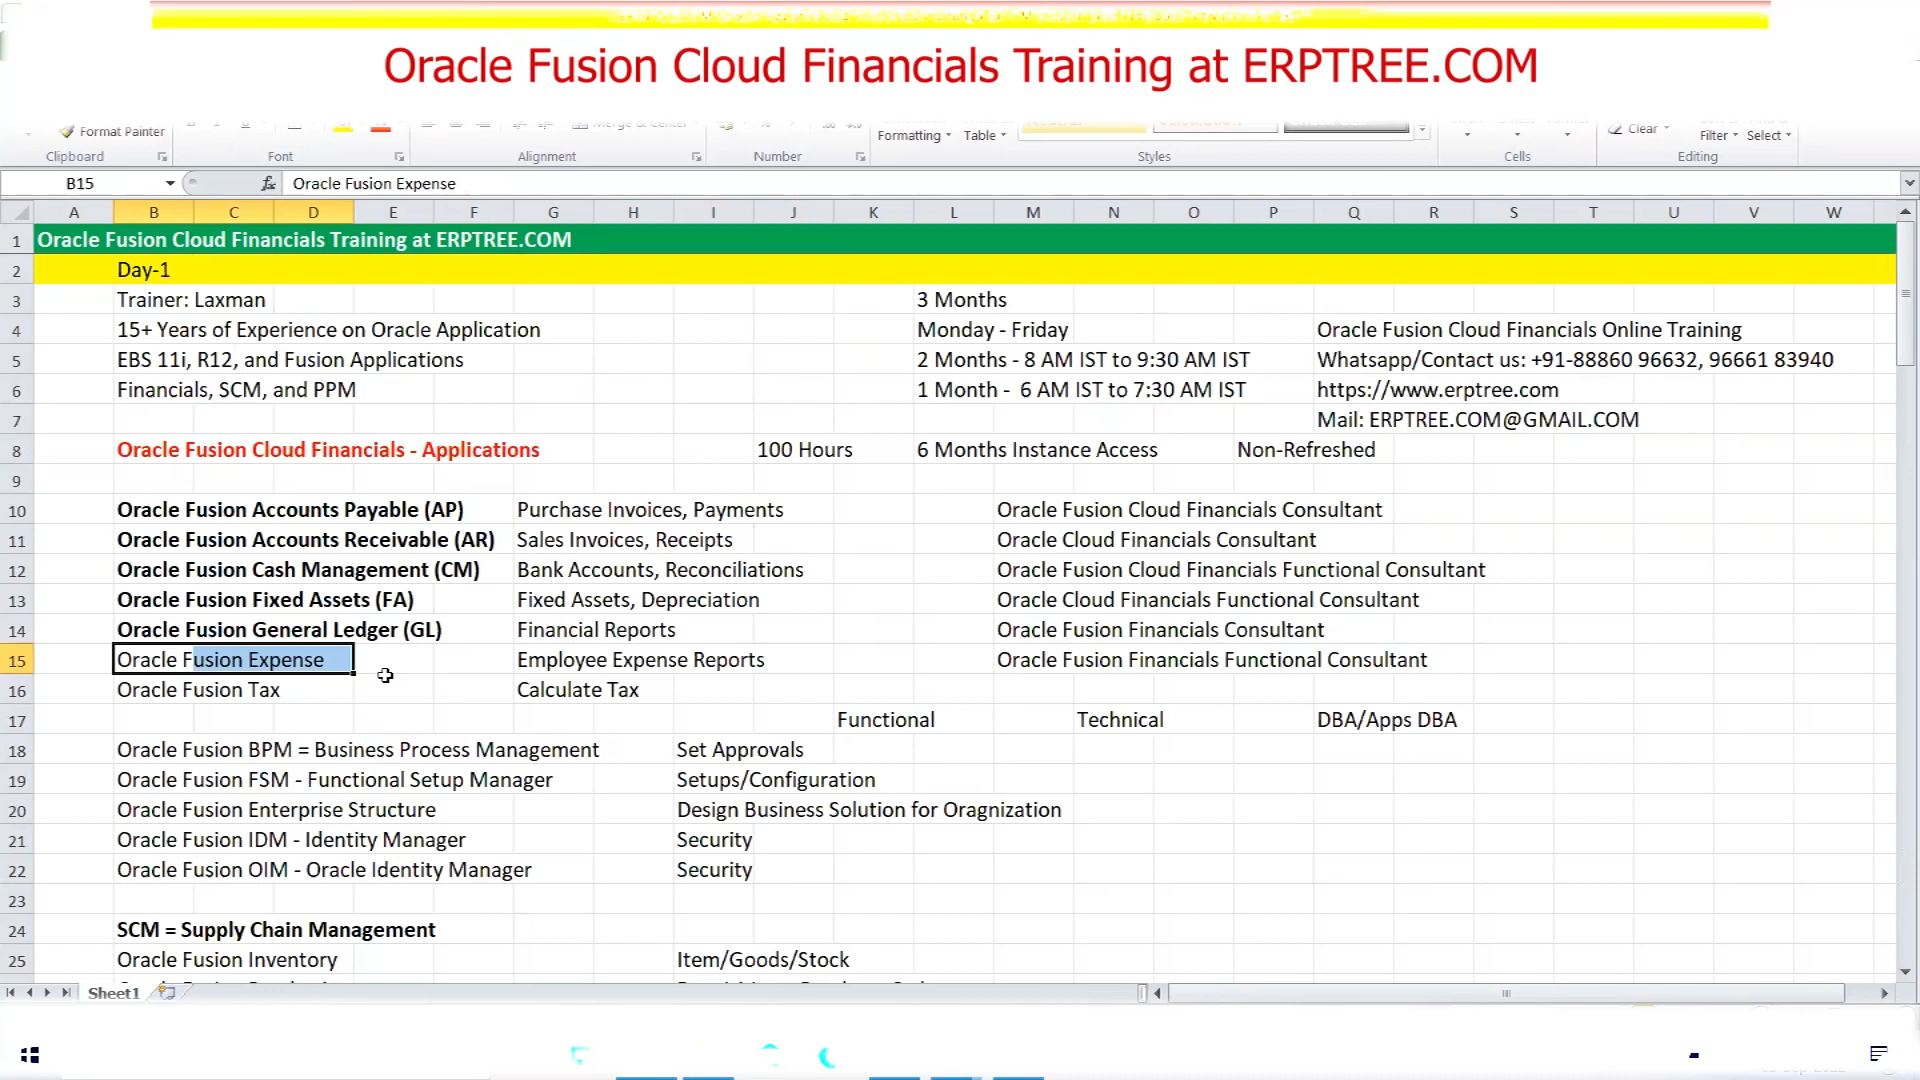 Oracle Fusion Cloud Financials Training at ERPTREE.COM
Format Painter
Merge & Center
Formatting Table
Clear
Filter Select
Clipboard Font Alignment Number Styles Cells Editing
B15 fx Oracle Fusion Expense
A B C D E F G H I J K L M N O P Q R S T U V W
1 Oracle Fusion Cloud Financials Training at ERPTREE.COM
2 Day-1
3 Trainer: Laxman 3 Months
4 15+ Years of Experience on Oracle Application Monday - Friday Oracle Fusion Cloud Financials Online Training
5 EBS 11i, R12, and Fusion Applications 2 Months - 8 AM IST to 9:30 AM IST Whatsapp/Contact us: +91-88860 96632, 96661 83940
6 Financials, SCM, and PPM 1 Month - 6 AM IST to 7:30 AM IST https://www.erptree.com
7 Mail: ERPTREE.COM@GMAIL.COM
8 Oracle Fusion Cloud Financials - Applications 100 Hours 6 Months Instance Access Non-Refreshed
9
10 Oracle Fusion Accounts Payable (AP) Purchase Invoices, Payments Oracle Fusion Cloud Financials Consultant
11 Oracle Fusion Accounts Receivable (AR) Sales Invoices, Receipts Oracle Cloud Financials Consultant
12 Oracle Fusion Cash Management (CM) Bank Accounts, Reconciliations Oracle Fusion Cloud Financials Functional Consultant
13 Oracle Fusion Fixed Assets (FA) Fixed Assets, Depreciation Oracle Cloud Financials Functional Consultant
14 Oracle Fusion General Ledger (GL) Financial Reports Oracle Fusion Financials Consultant
15 Oracle Fusion Expense Employee Expense Reports Oracle Fusion Financials Functional Consultant
16 Oracle Fusion Tax Calculate Tax
17 Functional Technical DBA/Apps DBA
18 Oracle Fusion BPM = Business Process Management Set Approvals
19 Oracle Fusion FSM - Functional Setup Manager Setups/Configuration
20 Oracle Fusion Enterprise Structure Design Business Solution for Oragnization
21 Oracle Fusion IDM - Identity Manager Security
22 Oracle Fusion OIM - Oracle Identity Manager Security
23
24 SCM = Supply Chain Management
25 Oracle Fusion Inventory Item/Goods/Stock
Sheet1